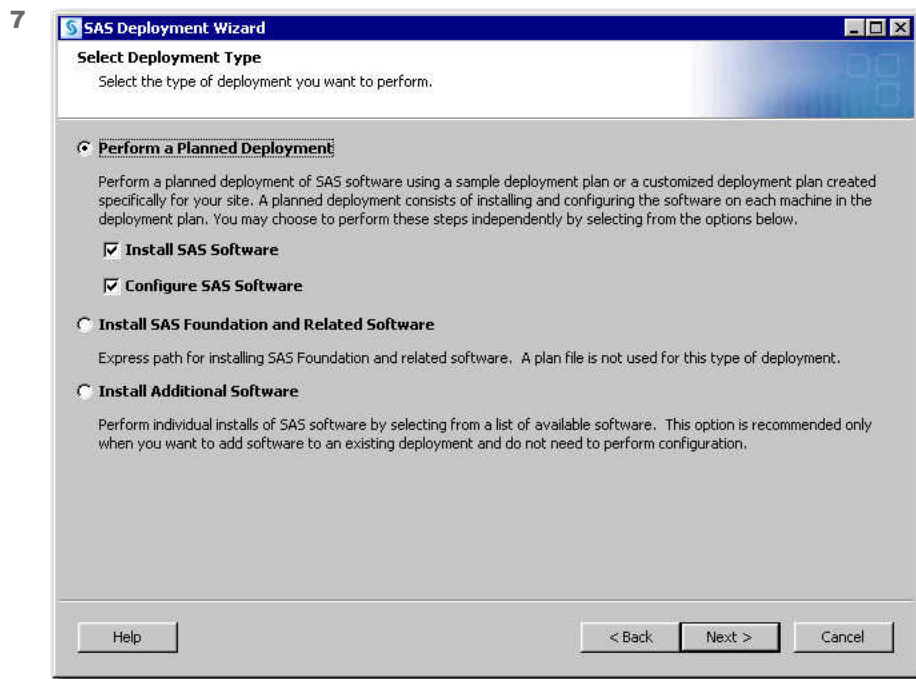 7
SAS Deployment Wizard
Select Deployment Type
Select the type of deployment you want to perform.
Perform a Planned Deployment
Perform a planned deployment of SAS software using a sample deployment plan or a customized deployment plan created
specifically for your site. A planned deployment consists of installing and configuring the software on each machine in the
deployment plan. You may choose to perform these steps independently by selecting from the options below.
Install SAS Software
Configure SAS Software
Install SAS Foundation and Related Software
Express path for installing SAS Foundation and related software. A plan file is not used for this type of deployment.
Install Additional Software
Perform individual installs of SAS software by selecting from a list of available software. This option is recommended only
when you want to add software to an existing deployment and do not need to perform configuration.
Help
< Back
Next >
Cancel